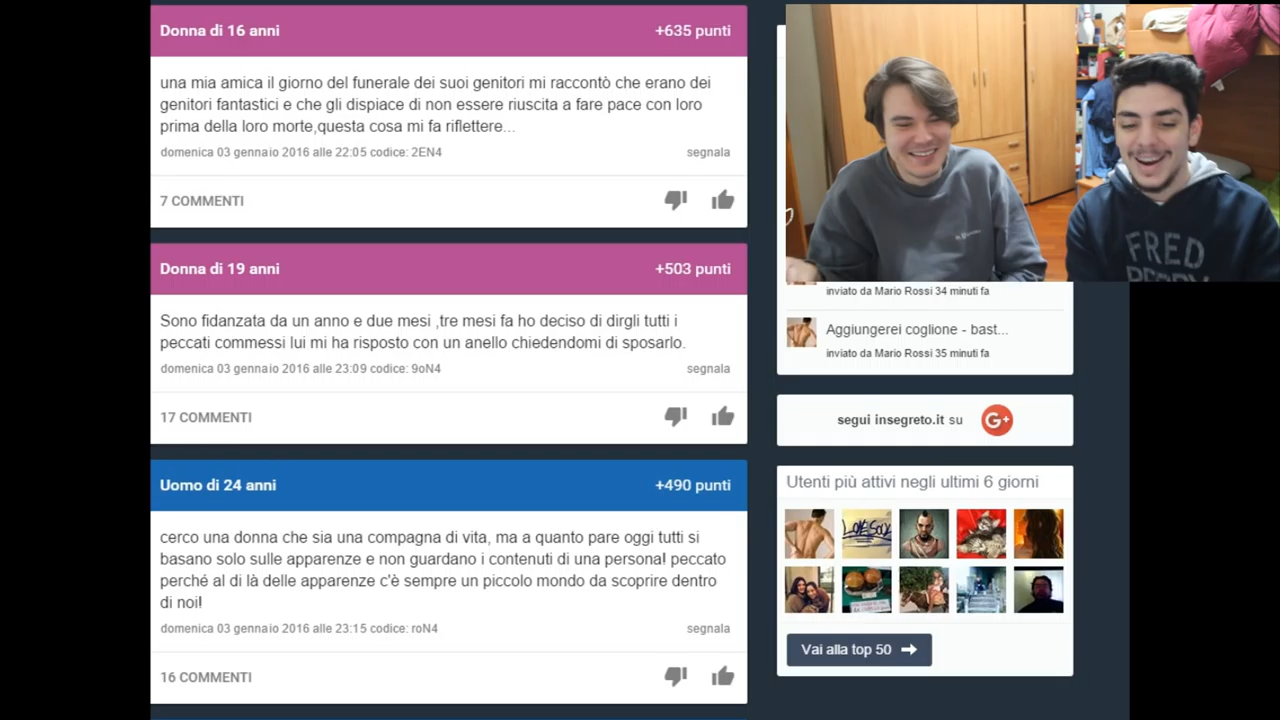 Donna di 16 anni
+635 punti
una mia amica il giorno del funerale dei suoi genitori mi raccontò che erano dei
genitori fantastici e che gli dispiace di non essere riuscita a fare pace con loro
prima della loro morte,questa cosa mi fa riflettere...
domenica 03 gennaio 2016 alle 22:05 codice: 2EN4
segnala
7 COMMENTI
Donna di 19 anni
+503 punti
Sono fidanzata da un anno e due mesi ,tre mesi fa ho deciso di dirgli tutti i
peccati commessi lui mi ha risposto con un anello chiedendomi di sposarlo.
domenica 03 gennaio 2016 alle 23:09 codice: 9oN4
segnala
17 COMMENTI
Uomo di 24 anni
+490 punti
cerco una donna che sia una compagna di vita, ma a quanto pare oggi tutti si
basano solo sulle apparenze e non guardano i contenuti di una persona! peccato
perché al di là delle apparenze c'è sempre un piccolo mondo da scoprire dentro
di noi!
domenica 03 gennaio 2016 alle 23:15 codice: roN4
segnala
16 COMMENTI
FRED
PERRY
inviato da Mario Rossi 34 minuti fa
Aggiungerei coglione - bast...
inviato da Mario Rossi 35 minuti fa
segui insegreto.it su
G+
Utenti più attivi negli ultimi 6 giorni
Vai alla top 50